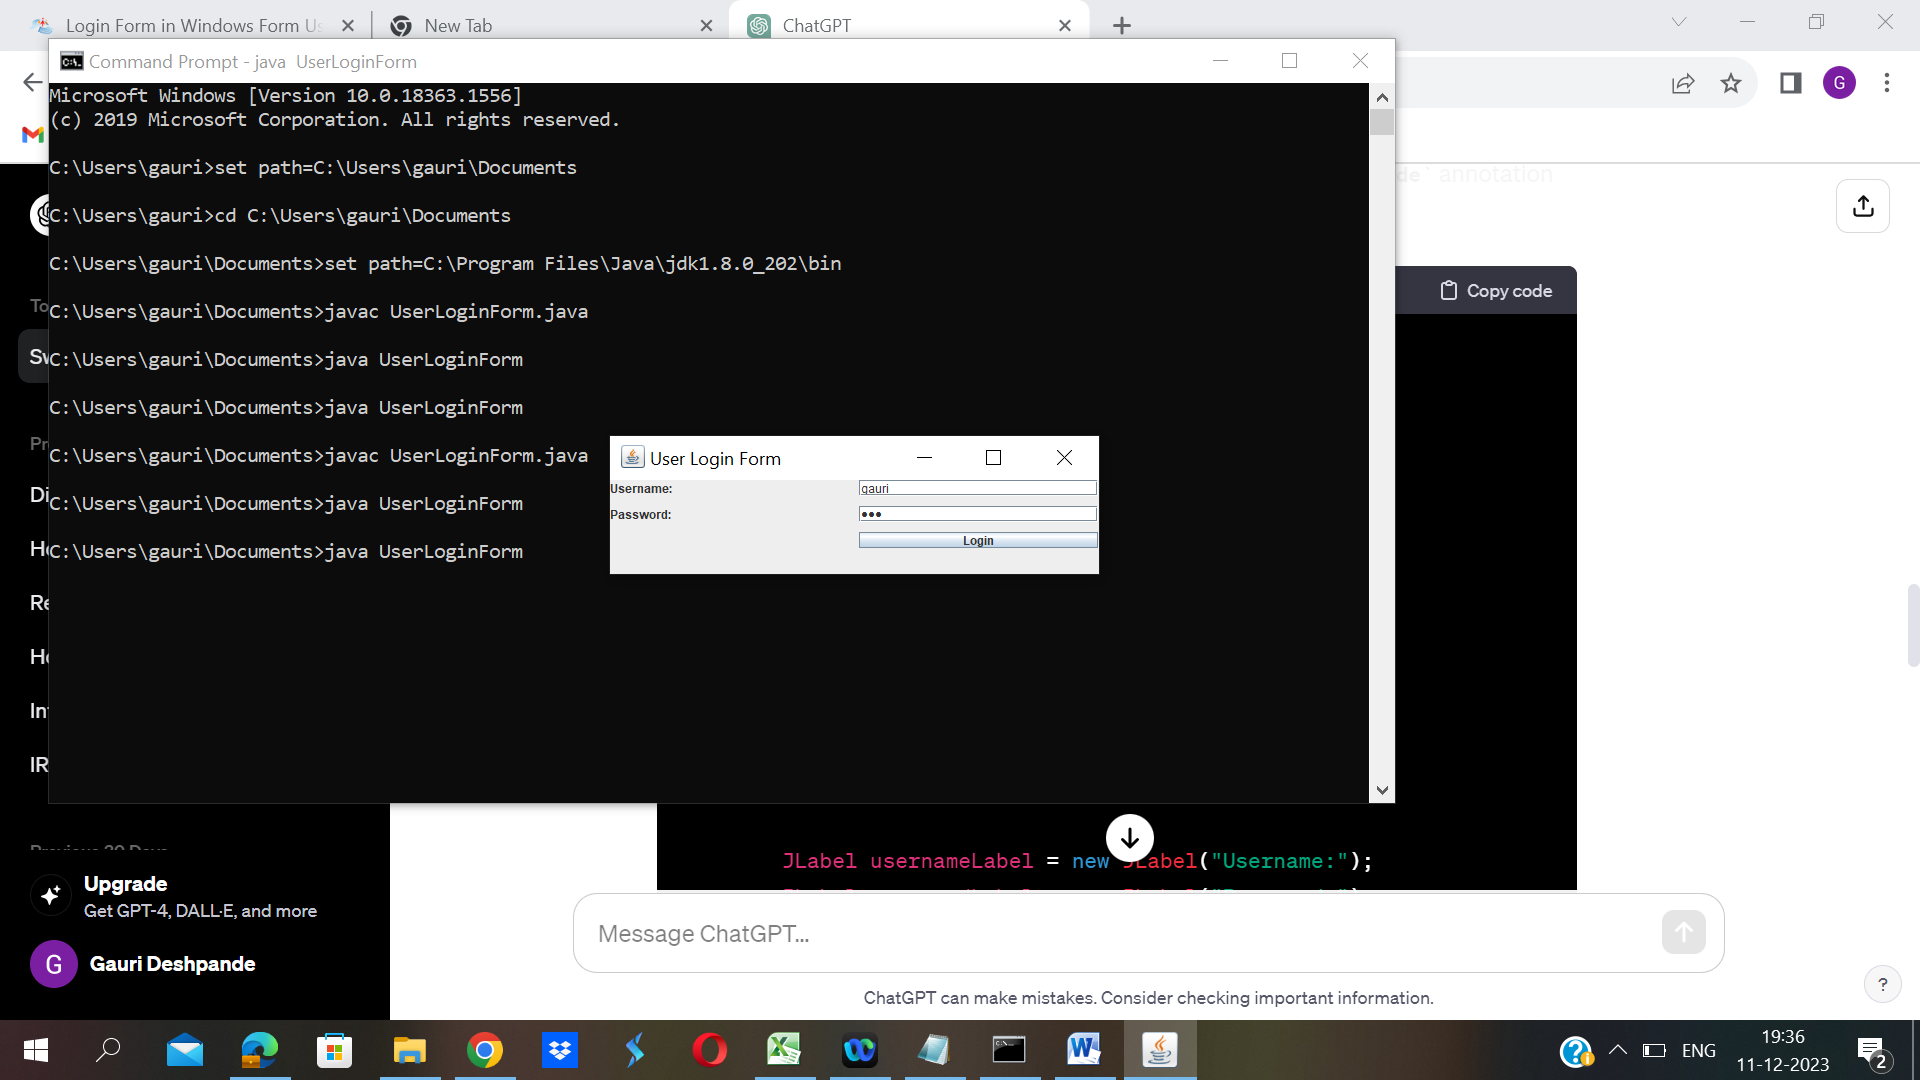 Login Form in Windows Form Us
New Tab
ChatGPT
Command Prompt - java  UserLoginForm
G
Microsoft Windows [Version 10.0.18363.1556]
(c) 2019 Microsoft Corporation. All rights reserved.
C:\Users\gauri>set path=C:\Users\gauri\Documents
annotation
C:\Users\gauri>cd C:\Users\gauri\Documents
C:\Users\gauri\Documents>set path=C:\Program Files\Java\jdk1.8.0_202\bin
Copy code
C:\Users\gauri\Documents>javac UserLoginForm.java
C:\Users\gauri\Documents>java UserLoginForm
C:\Users\gauri\Documents>java UserLoginForm
C:\Users\gauri\Documents>javac UserLoginForm.java
C:\Users\gauri\Documents>java UserLoginForm
C:\Users\gauri\Documents>java UserLoginForm
User Login Form
Username: gauri
Password: •••
Login
JLabel usernameLabel = new JLabel("Username:");
Upgrade
Get GPT-4, DALL·E, and more
G Gauri Deshpande
Message ChatGPT...
ChatGPT can make mistakes. Consider checking important information.
?
ENG
19:36
11-12-2023
2